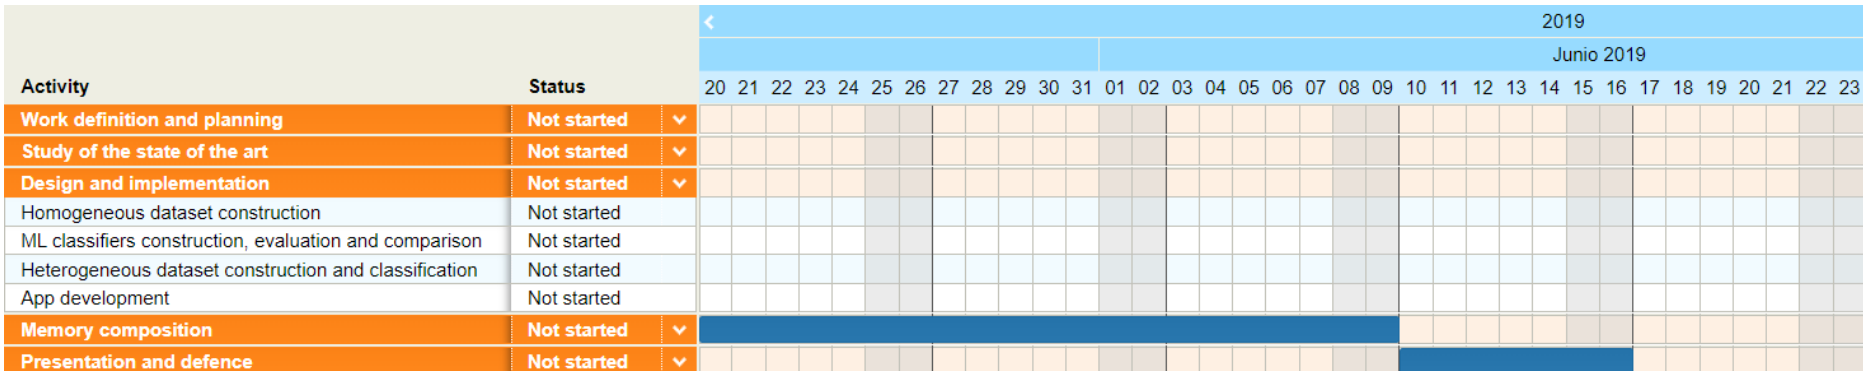 2019
Junio 2019
Activity Status 20 21 22 23 24 25 26 27 28 29 30 31 01 02 03 04 05 06 07 08 09 10 11 12 13 14 15 16 17 18 19 20 21 22 23
Work definition and planning Not started
Study of the state of the art Not started
Design and implementation Not started
Homogeneous dataset construction Not started
ML classifiers construction, evaluation and comparison Not started
Heterogeneous dataset construction and classification Not started
App development Not started
Memory composition Not started
Presentation and defence Not started